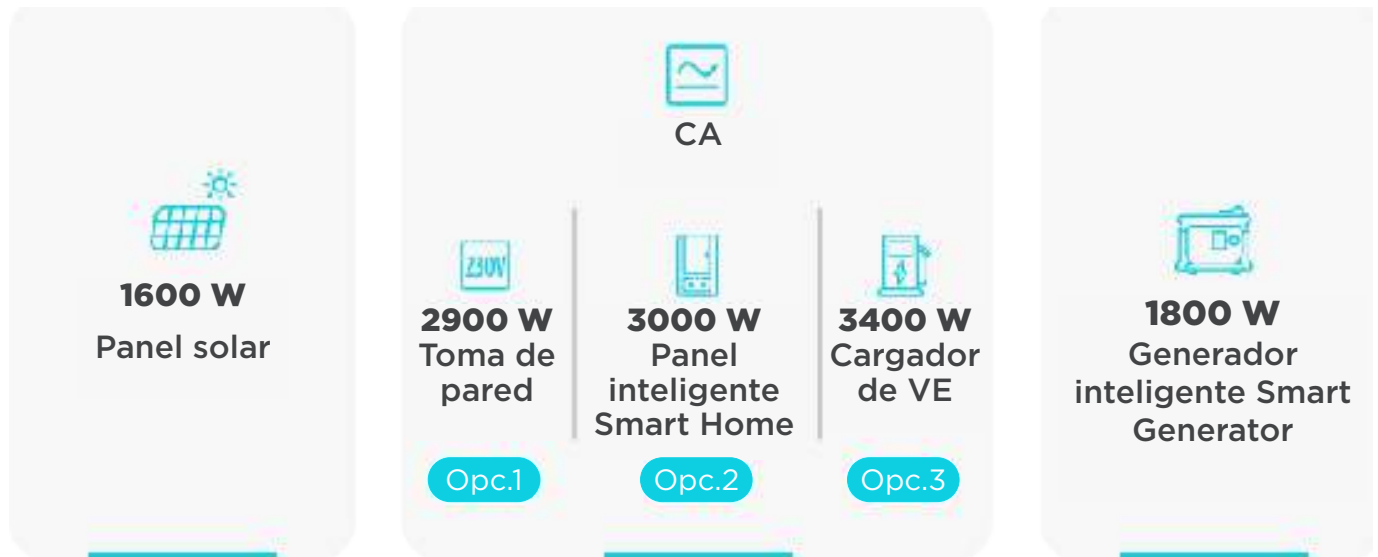 1600 W
Panel solar
CA
230V
2900 W
Toma de
pared
Opc.1
3000 W
Panel
inteligente
Smart Home
Opc.2
3400 W
Cargador
de VE
Opc.3
1800 W
Generador
inteligente Smart
Generator